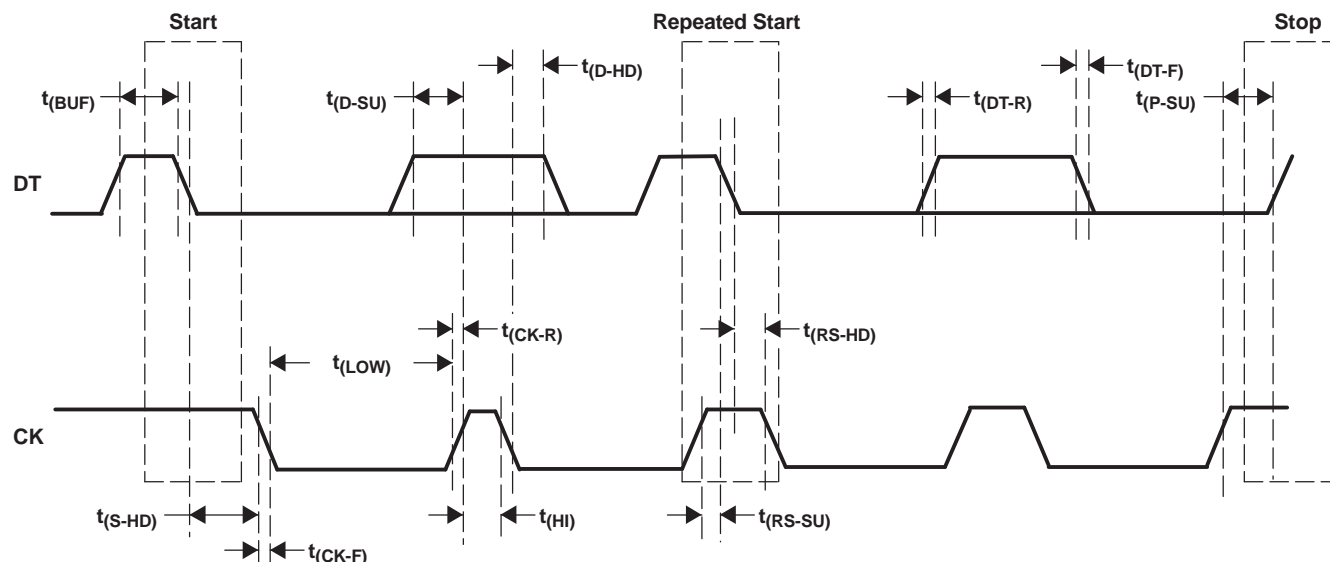 Start
Repeated Start
Stop
t(D-HD)
t(DT-F)
t(BUF)
t(D-SU)
t(DT-R)
t(P-SU)
DT
t(CK-R)
t(RS-HD)
t(LOW)
CK
t(S-HD)
t(HI)
t(RS-SU)
t(CK-F)